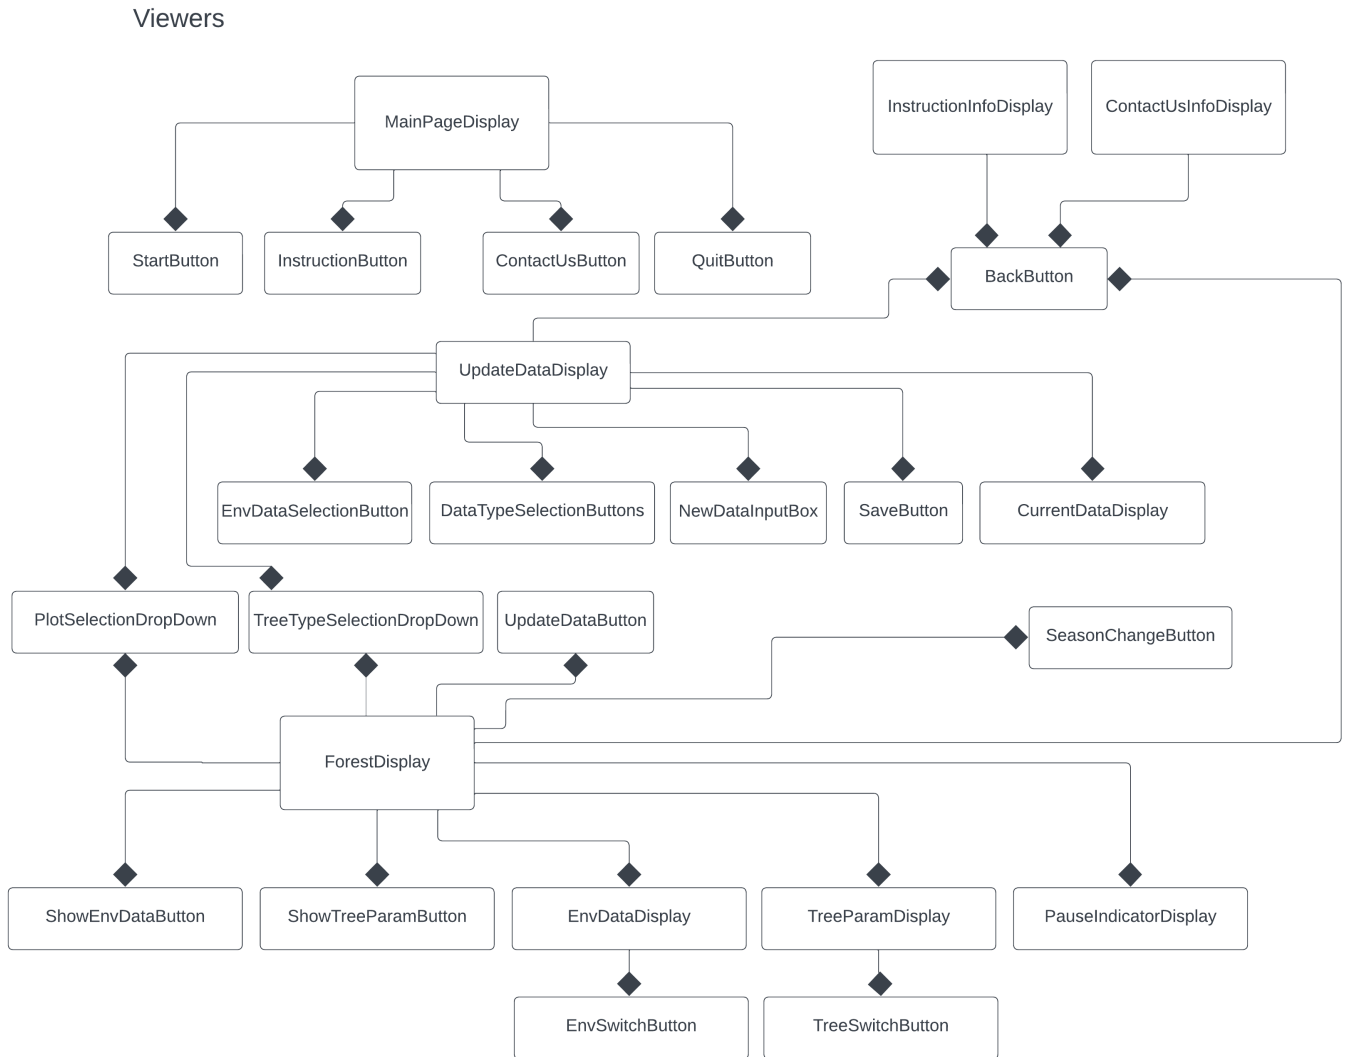 Viewers
MainPageDisplay
InstructionInfoDisplay
ContactUsInfoDisplay
StartButton
InstructionButton
ContactUsButton
QuitButton
BackButton
UpdateDataDisplay
EnvDataSelectionButton
DataTypeSelectionButtons
NewDataInputBox
SaveButton
CurrentDataDisplay
PlotSelectionDropDown
TreeTypeSelectionDropDown
UpdateDataButton
SeasonChangeButton
ForestDisplay
ShowEnvDataButton
ShowTreeParamButton
EnvDataDisplay
TreeParamDisplay
PauseIndicatorDisplay
EnvSwitchButton
TreeSwitchButton